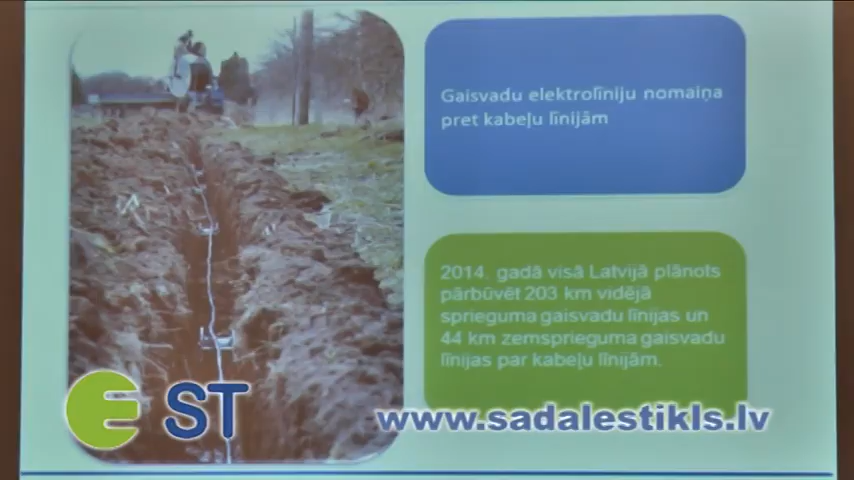 Gaisvadu elektrolīniju nomaiņa
pret kabeļu līnijām
2014. gadā visā Latvijā plānots
pārbūvēt 203 km vidējā
sprieguma gaisvadu līnijas un
44 km zemsprieguma gaisvadu
līnijas par kabeļu līnijām.
e ST
www.sadalestikls.lv